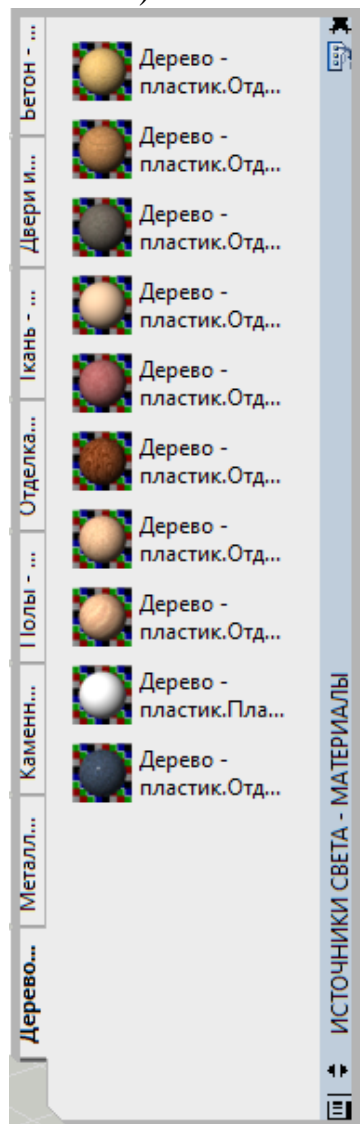 Бетон - ...
Двери и...
Ткань - ...
Отделка...
Полы - ...
Каменн...
Металл...
Дерево...
Дерево -
пластик.Отд...
Дерево -
пластик.Отд...
Дерево -
пластик.Отд...
Дерево -
пластик.Отд...
Дерево -
пластик.Отд...
Дерево -
пластик.Отд...
Дерево -
пластик.Отд...
Дерево -
пластик.Отд...
Дерево -
пластик.Пла...
Дерево -
пластик.Отд...
ИСТОЧНИКИ СВЕТА - МАТЕРИАЛЫ